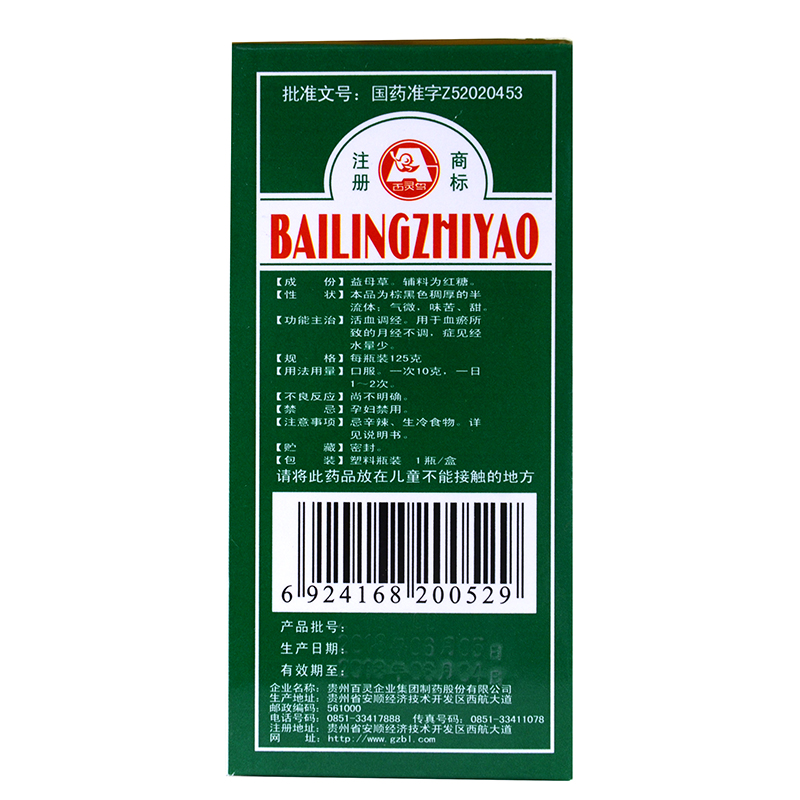 批准文号：国药准字Z52020453
注册 商标
百灵鸟
BAILINGZHIYAO
【成 份】益母草。辅料为红糖。
【性 状】本品为棕黑色稠厚的半
流体；气微，味苦、甜。
【功能主治】活血调经。用于血瘀所
致的月经不调，症见经
水量少。
【规 格】每瓶装125克
【用法用量】口服。一次10克，一日
1～2次。
【不良反应】尚不明确。
【禁 忌】孕妇禁用。
【注意事项】忌辛辣、生冷食物。详
见说明书。
【贮 藏】密封。
【包 装】塑料瓶装 1瓶/盒
请将此药品放在儿童不能接触的地方
6 924168 200529
产品批号：
生产日期：
有效期至：
企业名称：贵州百灵企业集团制药股份有限公司
生产地址：贵州省安顺经济技术开发区西航大道
邮政编码：561000
电话号码：0851-33417888 传真号码：0851-33411078
注册地址：贵州省安顺经济技术开发区西航大道
网 址：http://www.gzbl.com